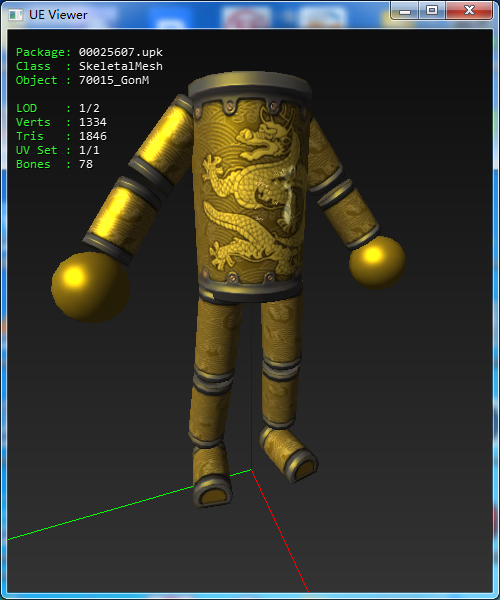 UE Viewer
Package: 00025607.upk
Class : SkeletalMesh
Object : 70015_GonM
LOD : 1/2
Verts : 1334
Tris : 1846
UV Set : 1/1
Bones : 78